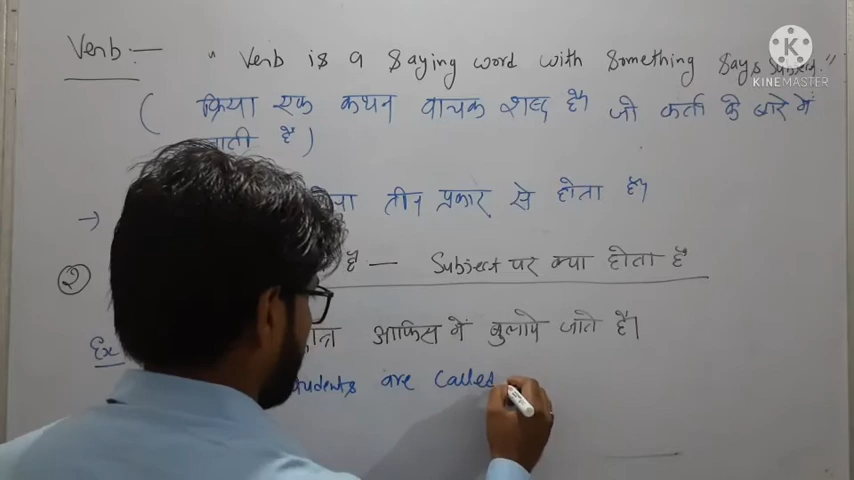 Verb:— " Verb is a saying word with something says subject."
( क्रिया एक कथन वाचक शब्द है जो कर्ता के बारे में
है )
→ तीन प्रकार से होता है।
② है — Subject पर क्या होता है
Ex आफिस में बुलाये जाते है।
students are called
KINEMASTER